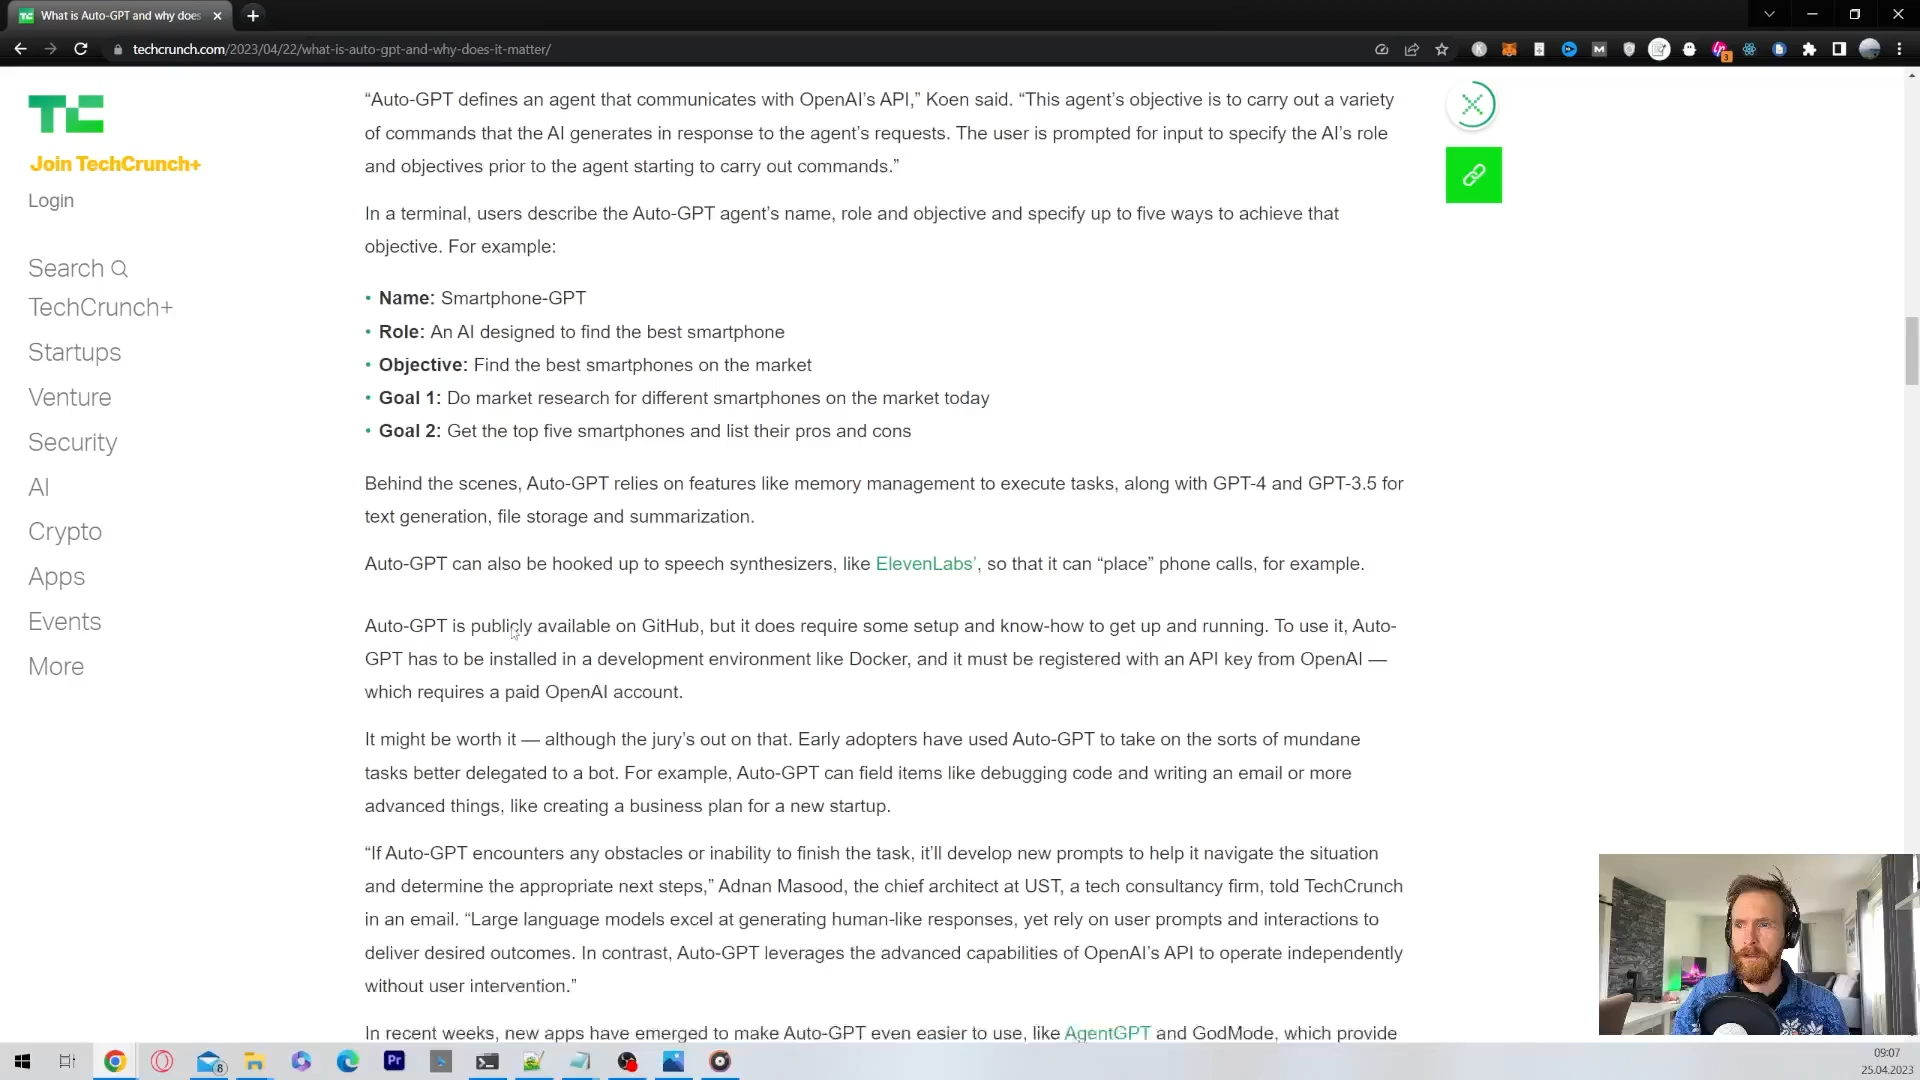 What is Auto-GPT and why does
techcrunch.com/2023/04/22/what-is-auto-gpt-and-why-does-it-matter/
3
TC
Join TechCrunch+
Login
Search
TechCrunch+
Startups
Venture
Security
AI
Crypto
Apps
Events
More
“Auto-GPT defines an agent that communicates with OpenAI’s API,” Koen said. “This agent’s objective is to carry out a variety
of commands that the AI generates in response to the agent’s requests. The user is prompted for input to specify the AI’s role
and objectives prior to the agent starting to carry out commands.”
In a terminal, users describe the Auto-GPT agent’s name, role and objective and specify up to five ways to achieve that
objective. For example:
• Name: Smartphone-GPT
• Role: An AI designed to find the best smartphone
• Objective: Find the best smartphones on the market
• Goal 1: Do market research for different smartphones on the market today
• Goal 2: Get the top five smartphones and list their pros and cons
Behind the scenes, Auto-GPT relies on features like memory management to execute tasks, along with GPT-4 and GPT-3.5 for
text generation, file storage and summarization.
Auto-GPT can also be hooked up to speech synthesizers, like ElevenLabs’, so that it can “place” phone calls, for example.
Auto-GPT is publicly available on GitHub, but it does require some setup and know-how to get up and running. To use it, Auto-
GPT has to be installed in a development environment like Docker, and it must be registered with an API key from OpenAI —
which requires a paid OpenAI account.
It might be worth it — although the jury’s out on that. Early adopters have used Auto-GPT to take on the sorts of mundane
tasks better delegated to a bot. For example, Auto-GPT can field items like debugging code and writing an email or more
advanced things, like creating a business plan for a new startup.
“If Auto-GPT encounters any obstacles or inability to finish the task, it’ll develop new prompts to help it navigate the situation
and determine the appropriate next steps,” Adnan Masood, the chief architect at UST, a tech consultancy firm, told TechCrunch
in an email. “Large language models excel at generating human-like responses, yet rely on user prompts and interactions to
deliver desired outcomes. In contrast, Auto-GPT leverages the advanced capabilities of OpenAI’s API to operate independently
without user intervention.”
In recent weeks, new apps have emerged to make Auto-GPT even easier to use, like AgentGPT and GodMode, which provide
8
Pr
09:07
25.04.2023